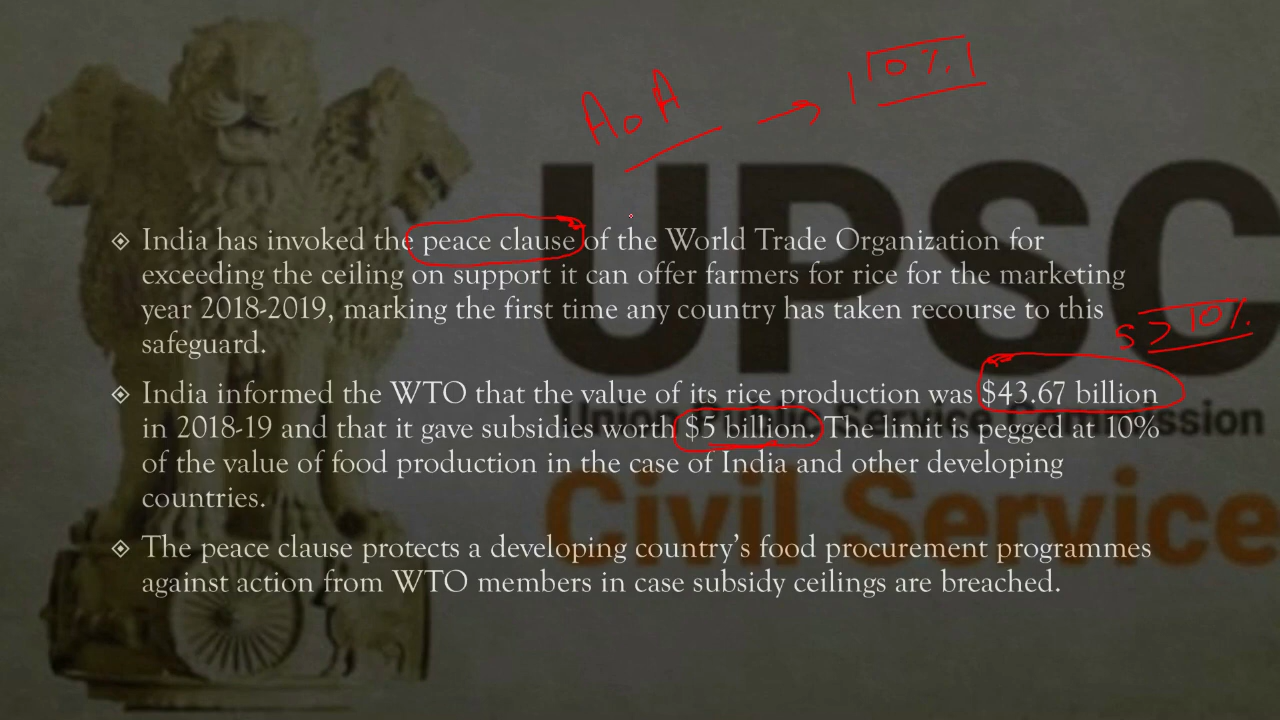 AOA → 10%
UPSC
India has invoked the peace clause of the World Trade Organization for
exceeding the ceiling on support it can offer farmers for rice for the marketing
year 2018-2019, marking the first time any country has taken recourse to this
safeguard.
S > 10%
India informed the WTO that the value of its rice production was $43.67 billion
in 2018-19 and that it gave subsidies worth $5 billion. The limit is pegged at 10%
of the value of food production in the case of India and other developing
countries.
Union Public Service Commission
Civil Service
The peace clause protects a developing country's food procurement programmes
against action from WTO members in case subsidy ceilings are breached.